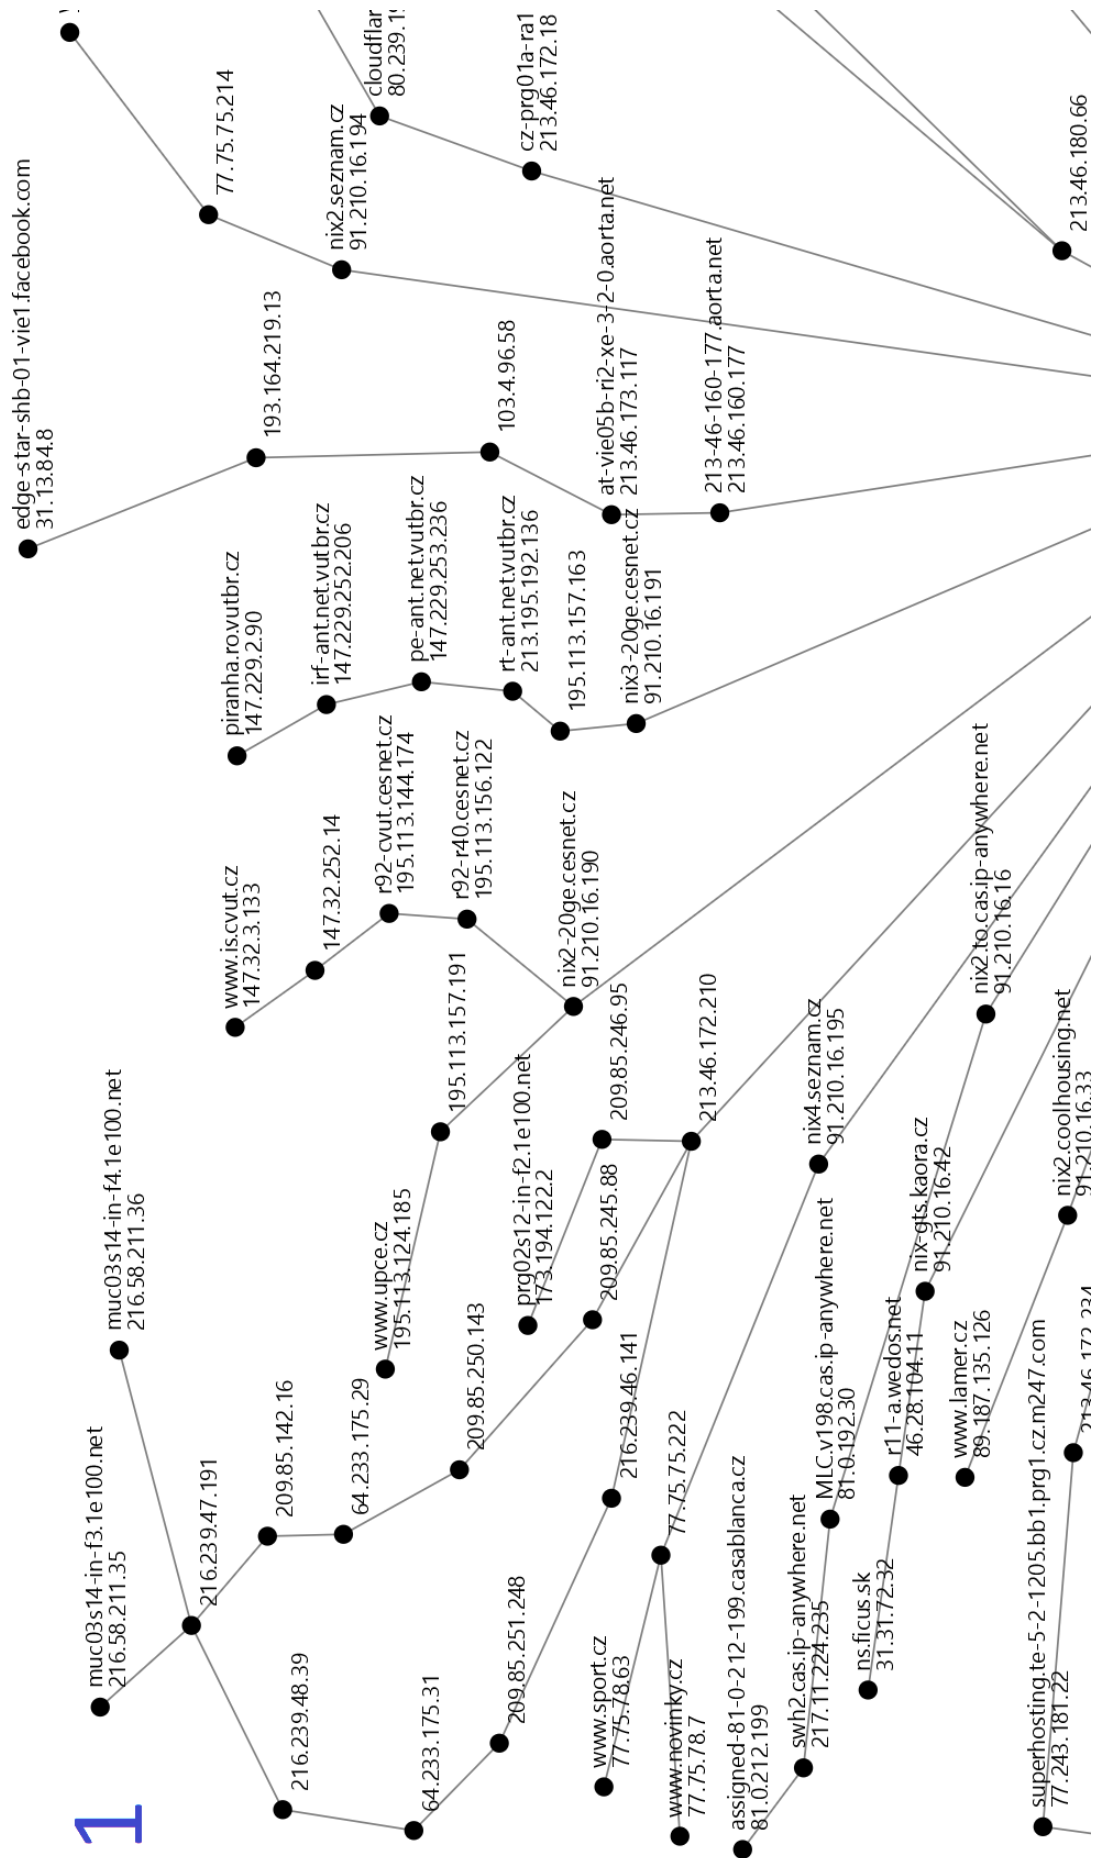 1
muc03s14-in-f3.1e100.net
216.58.211.35
muc03s14-in-f4.1e100.net
216.58.211.36
216.239.47.191
209.85.142.16
64.233.175.29
209.85.250.143
216.239.48.39
64.233.175.31
209.85.251.248
216.239.46.141
209.85.245.88
prg02s12-in-f2.1e100.net
173.194.122.2
209.85.246.95
213.46.172.210
www.upce.cz
195.113.124.185
195.113.157.191
www.is.cvut.cz
147.32.3.133
147.32.252.14
r92-cvut.cesnet.cz
195.113.144.174
r92-r40.cesnet.cz
195.113.156.122
nix2-20ge.cesnet.cz
91.210.16.190
piranha.ro.vutbr.cz
147.229.2.90
irf-ant.net.vutbr.cz
147.229.252.206
pe-ant.net.vutbr.cz
147.229.253.236
rt-ant.net.vutbr.cz
213.195.192.136
195.113.157.163
nix3-20ge.cesnet.cz
91.210.16.191
edge-star-shb-01-vie1.facebook.com
31.13.84.8
193.164.219.13
103.4.96.58
at-vie05b-ri2-xe-3-2-0.aorta.net
213.46.173.117
213-46-160-177.aorta.net
213.46.160.177
77.75.75.214
nix2.seznam.cz
91.210.16.194
cloudflar
80.239.1
cz-prg01a-ra1
213.46.172.18
213.46.180.66
www.sport.cz
77.75.78.63
www.novinky.cz
77.75.78.7
77.75.75.222
nix4.seznam.cz
91.210.16.195
assigned-81-0-212-199.casablanca.cz
81.0.212.199
swh2.cas.ip-anywhere.net
217.11.224.235
MLC.v198.cas.ip-anywhere.net
81.0.192.30
nix2.to.cas.ip-anywhere.net
91.210.16.16
ns.ficus.sk
31.31.72.32
r11-a.wedos.net
46.28.104.11
nix-gts.kaora.cz
91.210.16.42
www.lamer.cz
89.187.135.126
nix2.coolhousing.net
91.210.16.33
superhosting.te-5-2-1205.bb1.prg1.cz.m247.com
77.243.181.22
213.46.172.234